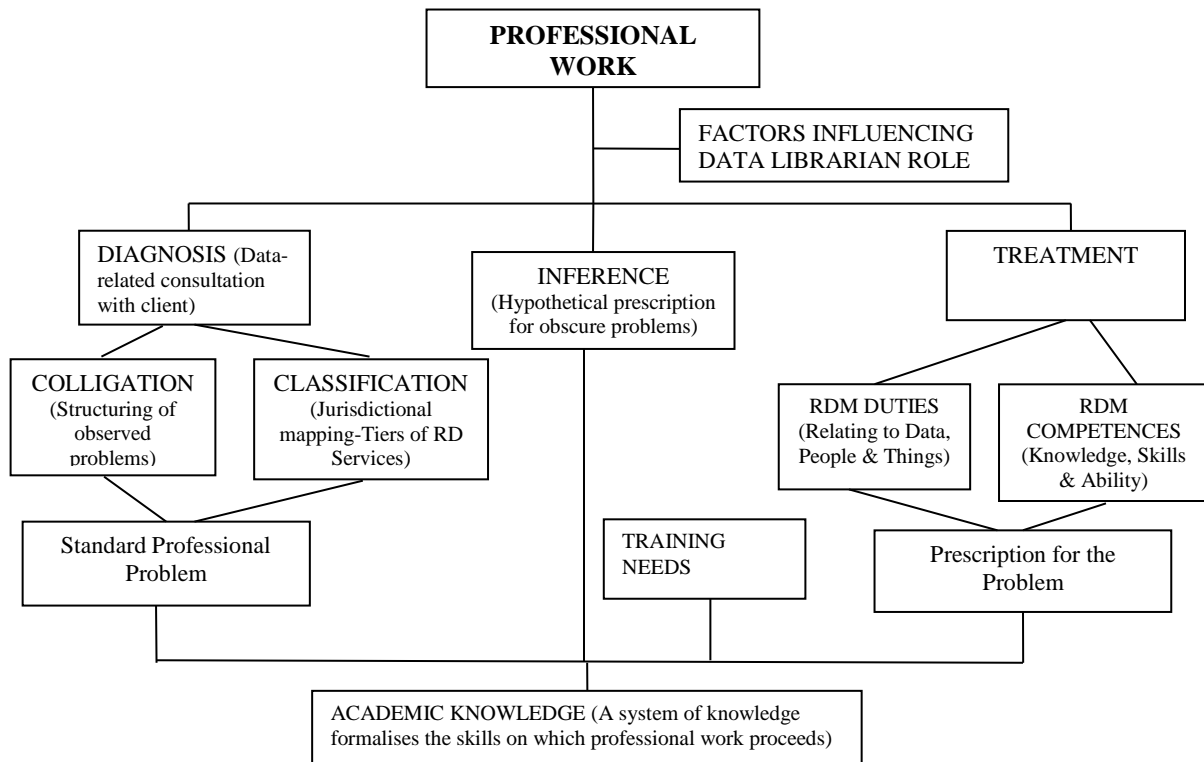 PROFESSIONAL
WORK
FACTORS INFLUENCING
DATA LIBRARIAN ROLE
DIAGNOSIS (Data-
related consultation
with client)
INFERENCE
(Hypothetical prescription
for obscure problems)
TREATMENT
COLLIGATION
(Structuring of
observed
problems)
CLASSIFICATION
(Jurisdictional
mapping-Tiers of RD
Services)
RDM DUTIES
(Relating to Data,
People & Things)
RDM
COMPETENCES
(Knowledge, Skills
& Ability)
Standard Professional
Problem
TRAINING
NEEDS
Prescription for the
Problem
ACADEMIC KNOWLEDGE (A system of knowledge
formalises the skills on which professional work proceeds)